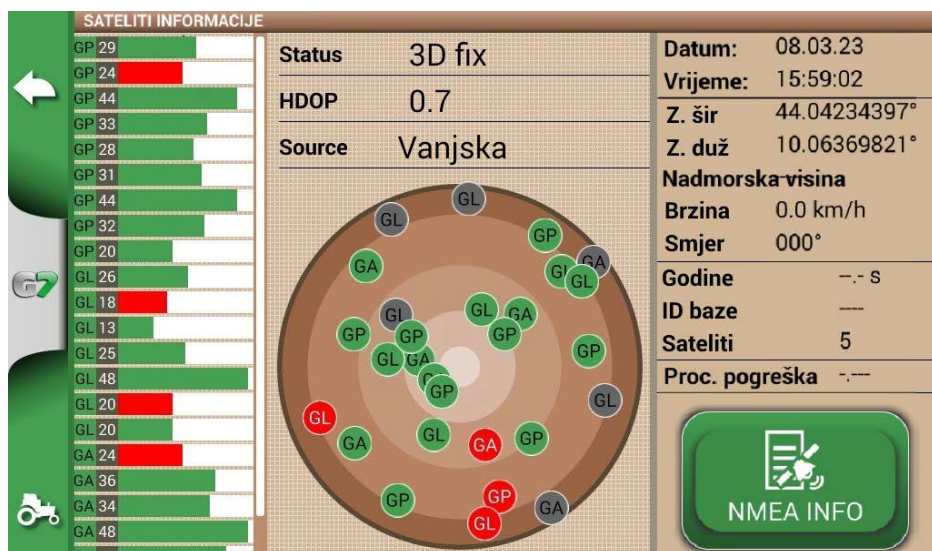 SATELITI INFORMACIJE
GP 29
GP 24
GP 44
GP 33
GP 28
GP 31
GP 44
GP 32
GP 20
GL 26
GL 18
GL 13
GL 25
GL 48
GL 20
GL 20
GA 24
GA 36
GA 34
GA 48
G7
Status 3D fix
HDOP 0.7
Source Vanjska
GL
GL
GP
GA
GA
GL
GL
GL
GL
GA
GP
GP
GP
GP
GL
GA
GP
GL
GL
GA
GL
GA
GP
GP
GP
GA
GL
Datum: 08.03.23
Vrijeme: 15:59:02
Z. šir 44.04234397°
Z. duž 10.06369821°
Nadmorska visina
Brzina 0.0 km/h
Smjer 000°
Godine --.- s
ID baze ----
Sateliti 5
Proc. pogreška -.---
NMEA INFO